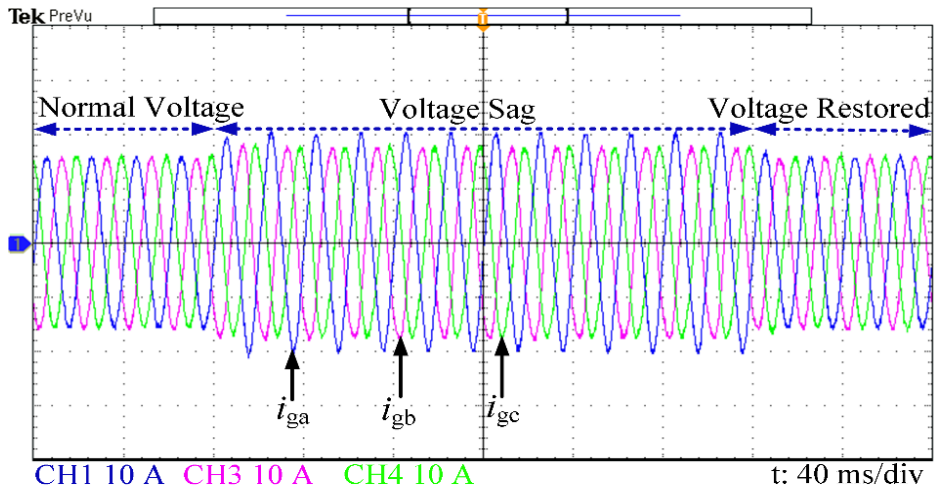 Tek PreVu
T
Normal Voltage Voltage Sag Voltage Restored
1
iga igb igc
CH1 10 A CH3 10 A CH4 10 A t: 40 ms/div